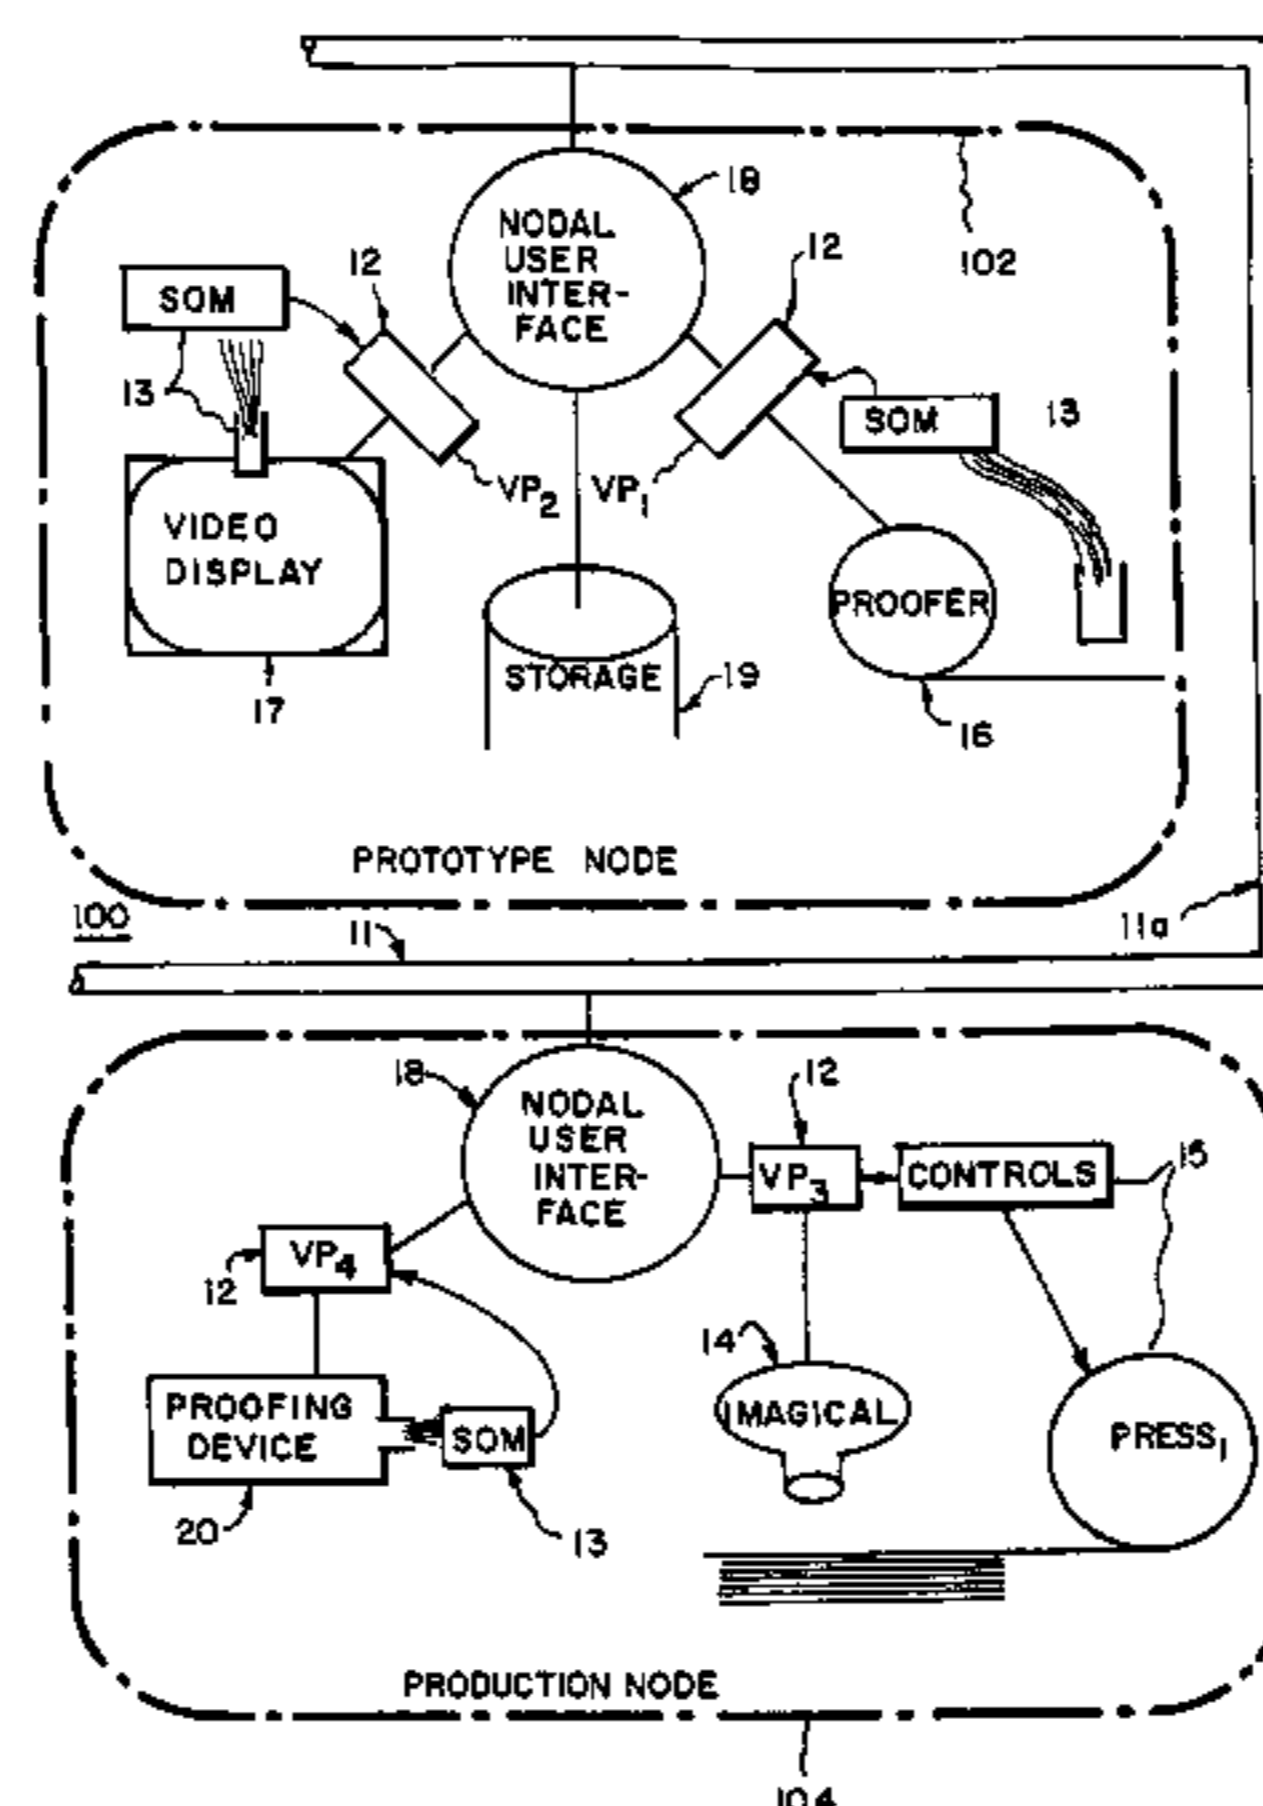 18
NODAL
USER
INTER-
FACE
102
12
12
SOM
13
SOM
13
VP2
VP1
VIDEO
DISPLAY
PROOFER
STORAGE
19
17
16
PROTOTYPE NODE
100
11
11a
18
NODAL
USER
INTER-
FACE
12
VP3
CONTROLS
15
VP4
12
14
IMAGICAL
PROOFING
DEVICE
SOM
PRESS1
20
13
PRODUCTION NODE
104